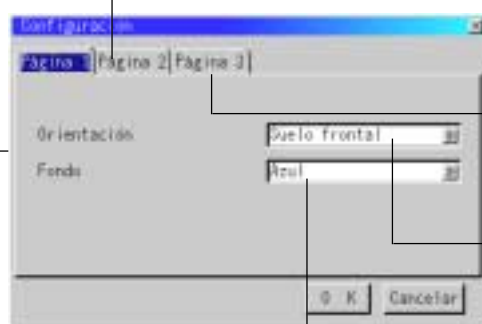 Configuración
Página 1 Página 2 Página 3
Orientación Suelo frontal
Fondo Azul
O K Cancelar